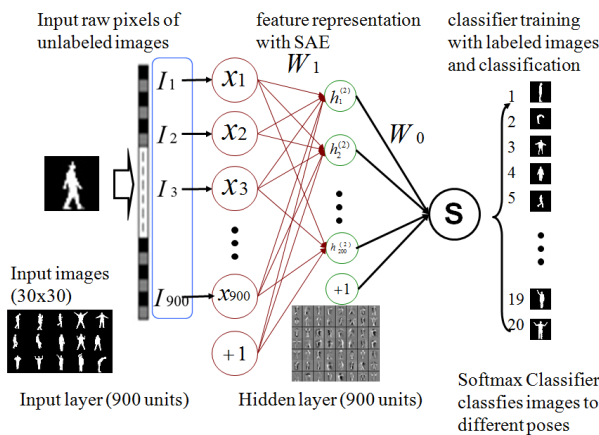 Input raw pixels of
unlabeled images
feature representation
with SAE
classifier training
with labeled images
and classification
W1
W0
I1
I2
I3
I900
x1
x2
x3
x900
+1
h1(2)
h2(2)
h200(2)
+1
S
1
2
3
4
5
19
20
Input images
(30x30)
Input layer (900 units)
Hidden layer (900 units)
Softmax Classifier
classfies images to
different poses